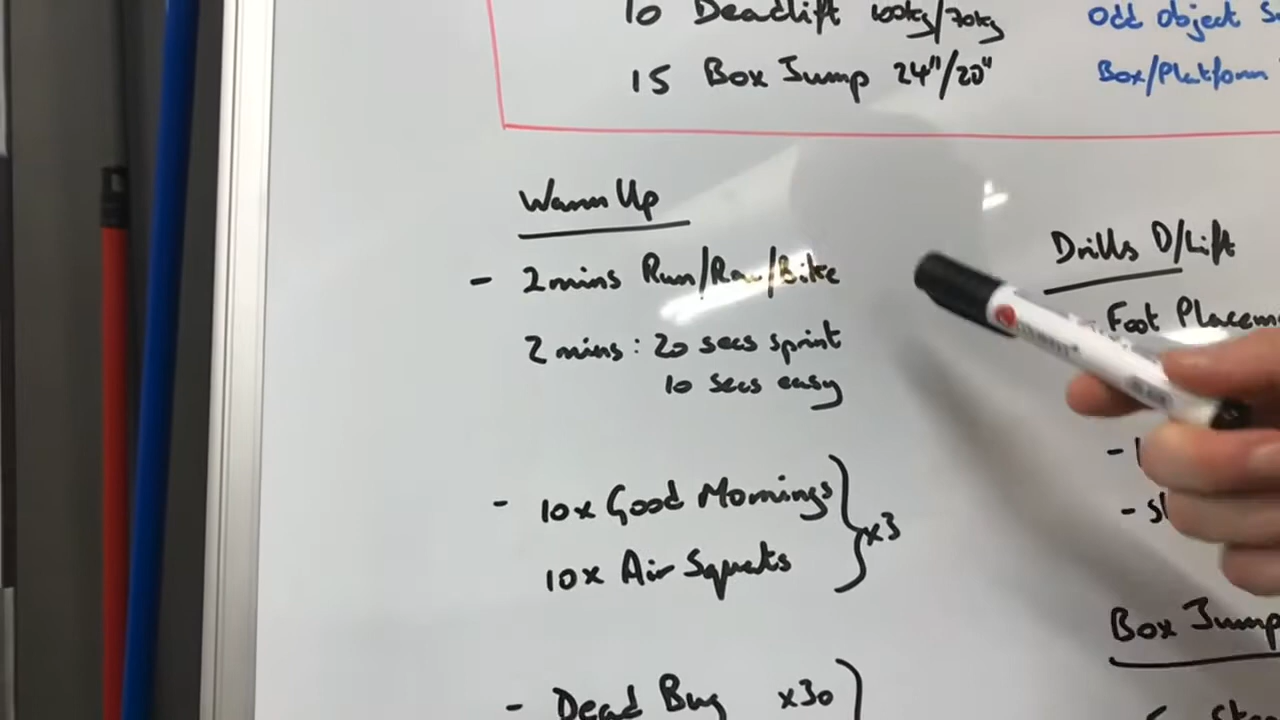 10 Deadlift 100kg/70kg
Odd object
15 Box Jump 24"/20"
Box/Platform
Warm Up
- 2 mins Run/Row/Bike
2 mins : 20 secs sprint
10 secs easy
- 10x Good Mornings
10x Air Squats
x3
- Dead Bug x30
Drills D/Lift
- Foot
Box Jump